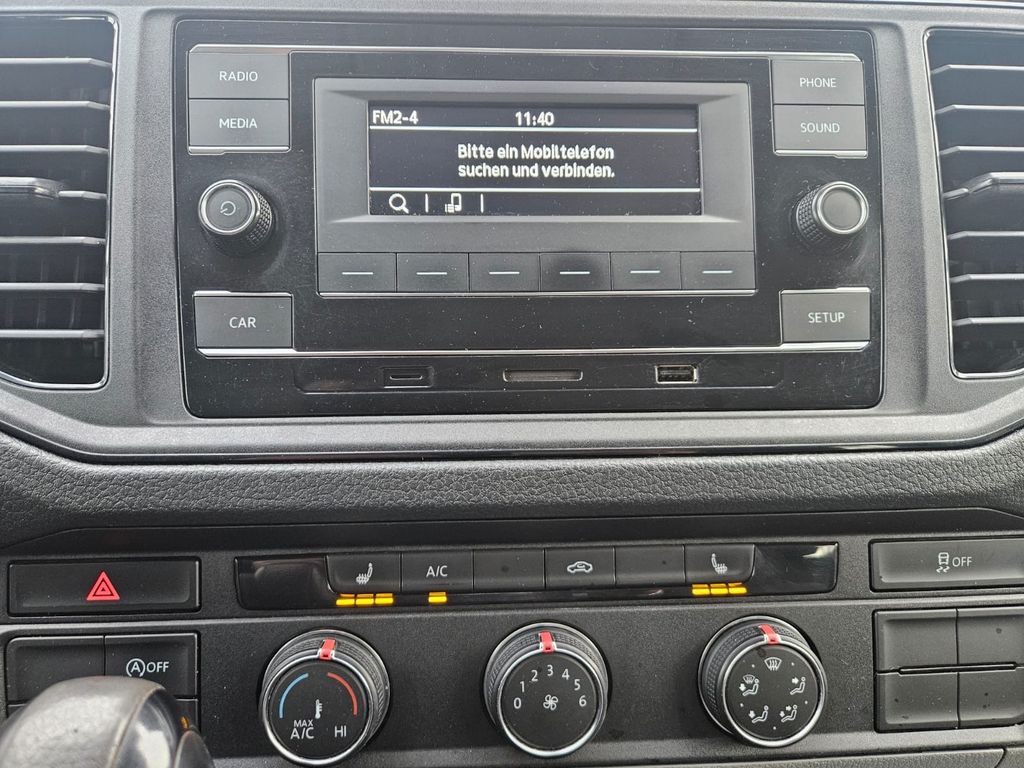 RADIO
MEDIA
PHONE
SOUND
FM2-4 11:40
Bitte ein Mobiltelefon
suchen und verbinden.
CAR
SETUP
A/C
OFF
A OFF
MAX
A/C HI
0 1 2 3 4 5 6